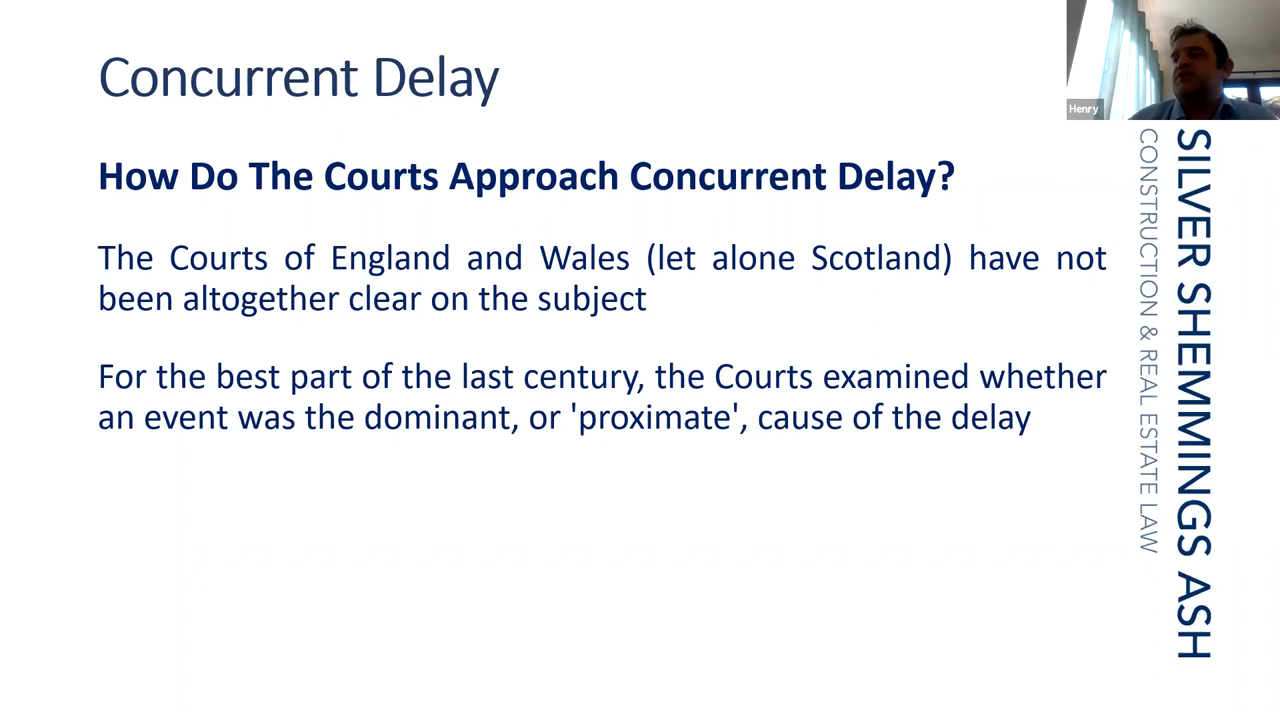 Concurrent Delay
Henry
How Do The Courts Approach Concurrent Delay?
The Courts of England and Wales (let alone Scotland) have not
been altogether clear on the subject
For the best part of the last century, the Courts examined whether
an event was the dominant, or 'proximate', cause of the delay
SILVER SHEMMINGS ASH
CONSTRUCTION & REAL ESTATE LAW